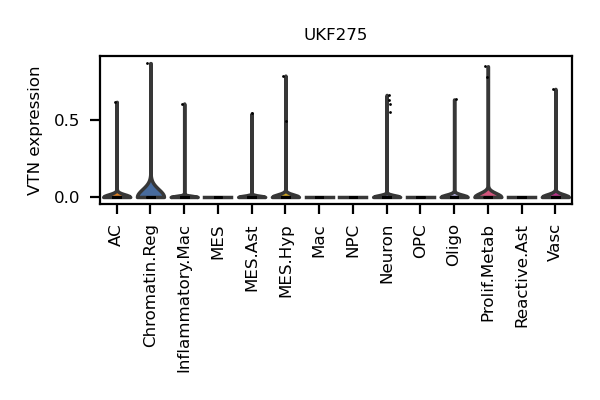 UKF275
VTN expression
0.5
0.0
AC
Chromatin.Reg
Inflammatory.Mac
MES
MES.Ast
MES.Hyp
Mac
NPC
Neuron
OPC
Oligo
Prolif.Metab
Reactive.Ast
Vasc